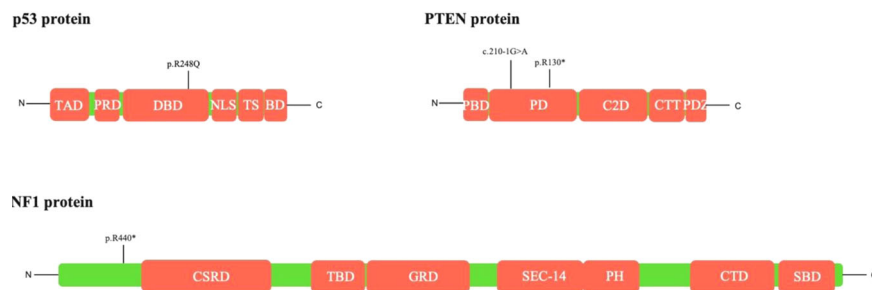 p53 protein
PTEN protein
p.R248Q
c.210-1G>A
p.R130*
N TAD PRD DBD NLS TS BD C
N PBD PD C2D CTT PDZ C
NF1 protein
p.R440*
N CSRD TBD GRD SEC-14 PH CTD SBD C